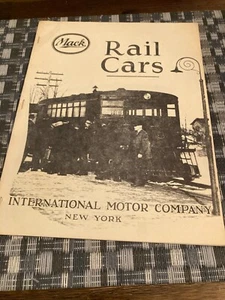 Mack
Rail
Cars
INTERNATIONAL MOTOR COMPANY
NEW YORK